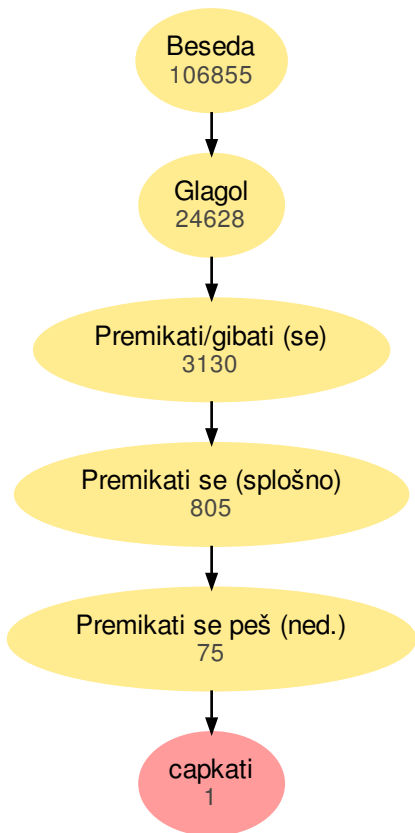 Beseda
106855
Glagol
24628
Premikati/gibati (se)
3130
Premikati se (splošno)
805
Premikati se peš (ned.)
75
capkati
1